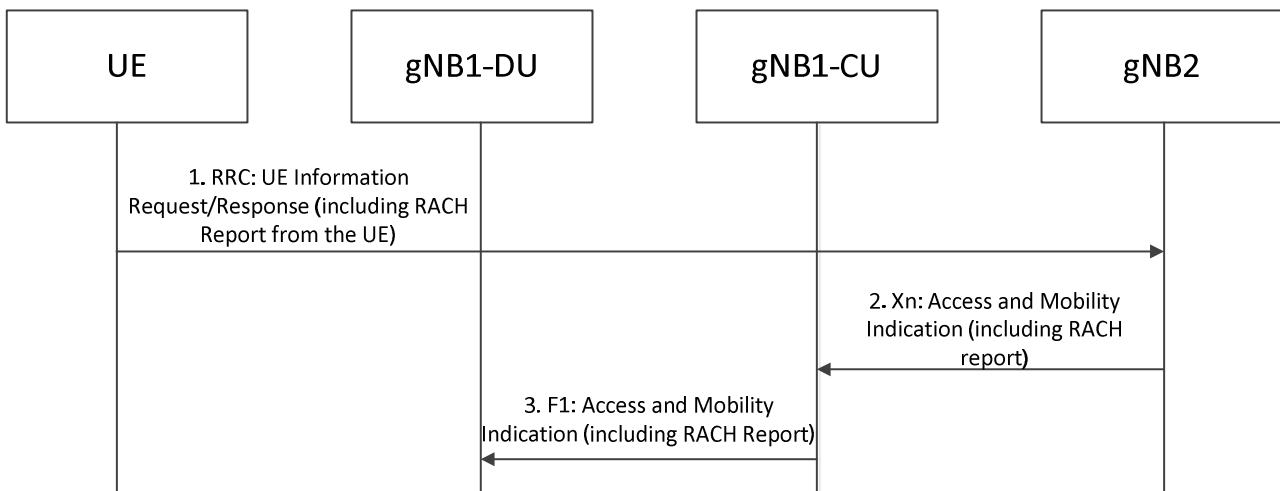 UE
gNB1-DU
gNB1-CU
gNB2
1. RRC: UE Information
Request/Response (including RACH
Report from the UE)
2. Xn: Access and Mobility
Indication (including RACH
report)
3. F1: Access and Mobility
Indication (including RACH Report)